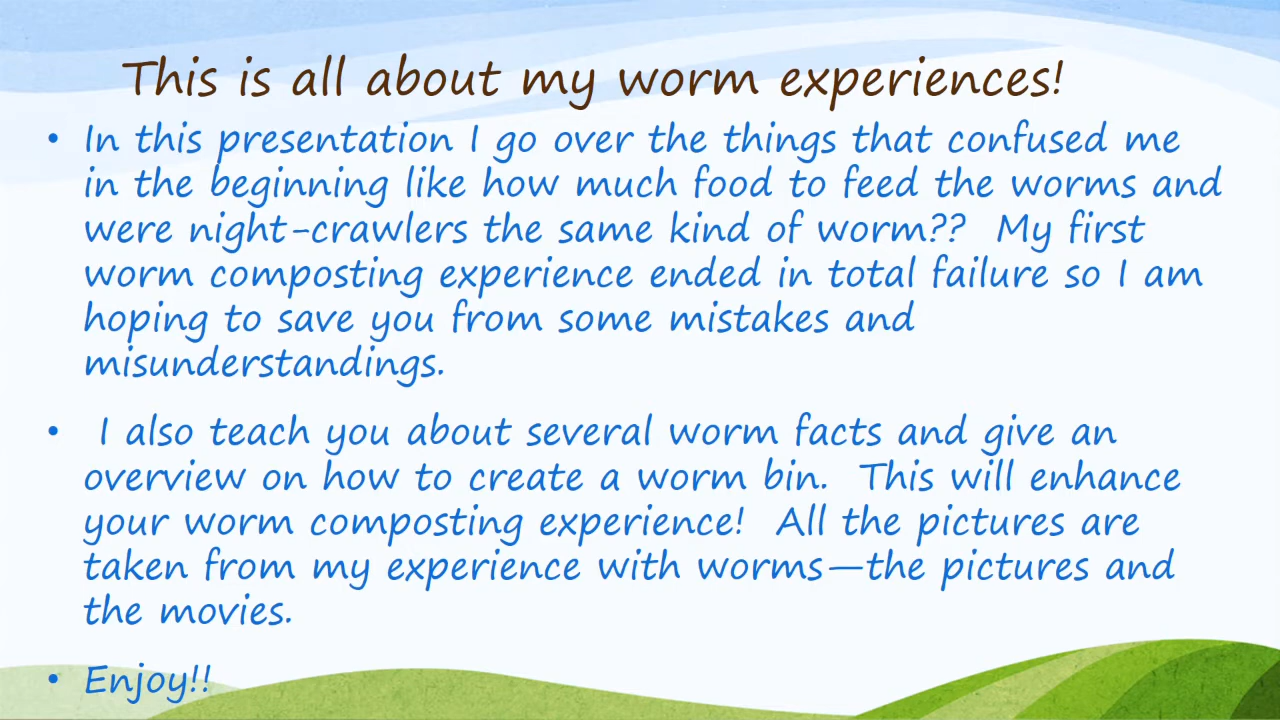 This is all about my worm experiences!
• In this presentation I go over the things that confused me
in the beginning like how much food to feed the worms and
were night-crawlers the same kind of worm??  My first
worm composting experience ended in total failure so I am
hoping to save you from some mistakes and
misunderstandings.
• I also teach you about several worm facts and give an
overview on how to create a worm bin.  This will enhance
your worm composting experience!  All the pictures are
taken from my experience with worms—the pictures and
the movies.
• Enjoy!!